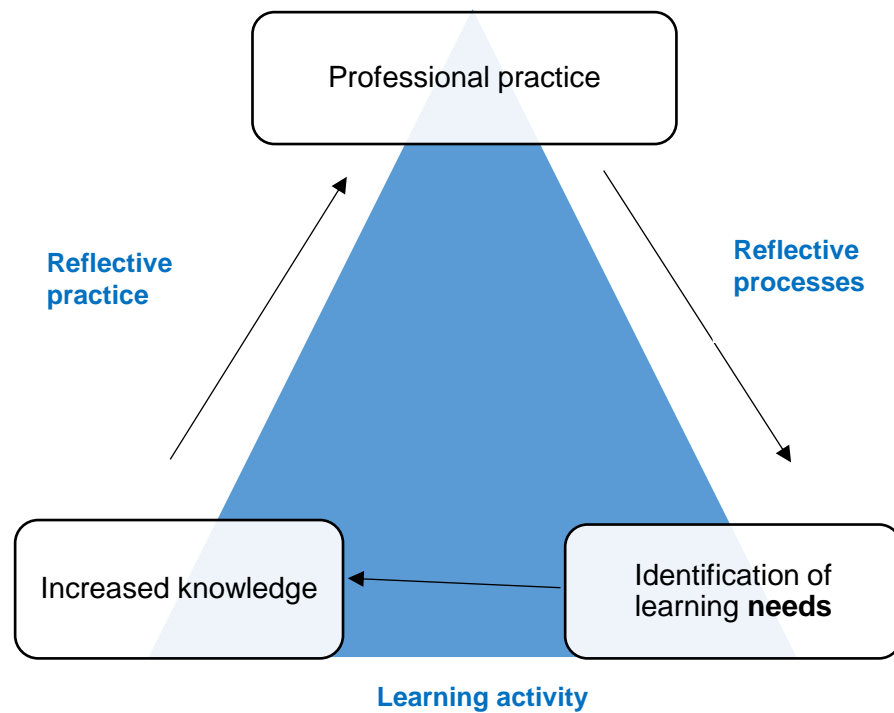 Professional practice
Reflective
practice
Reflective
processes
Increased knowledge
Identification of
learning needs
Learning activity